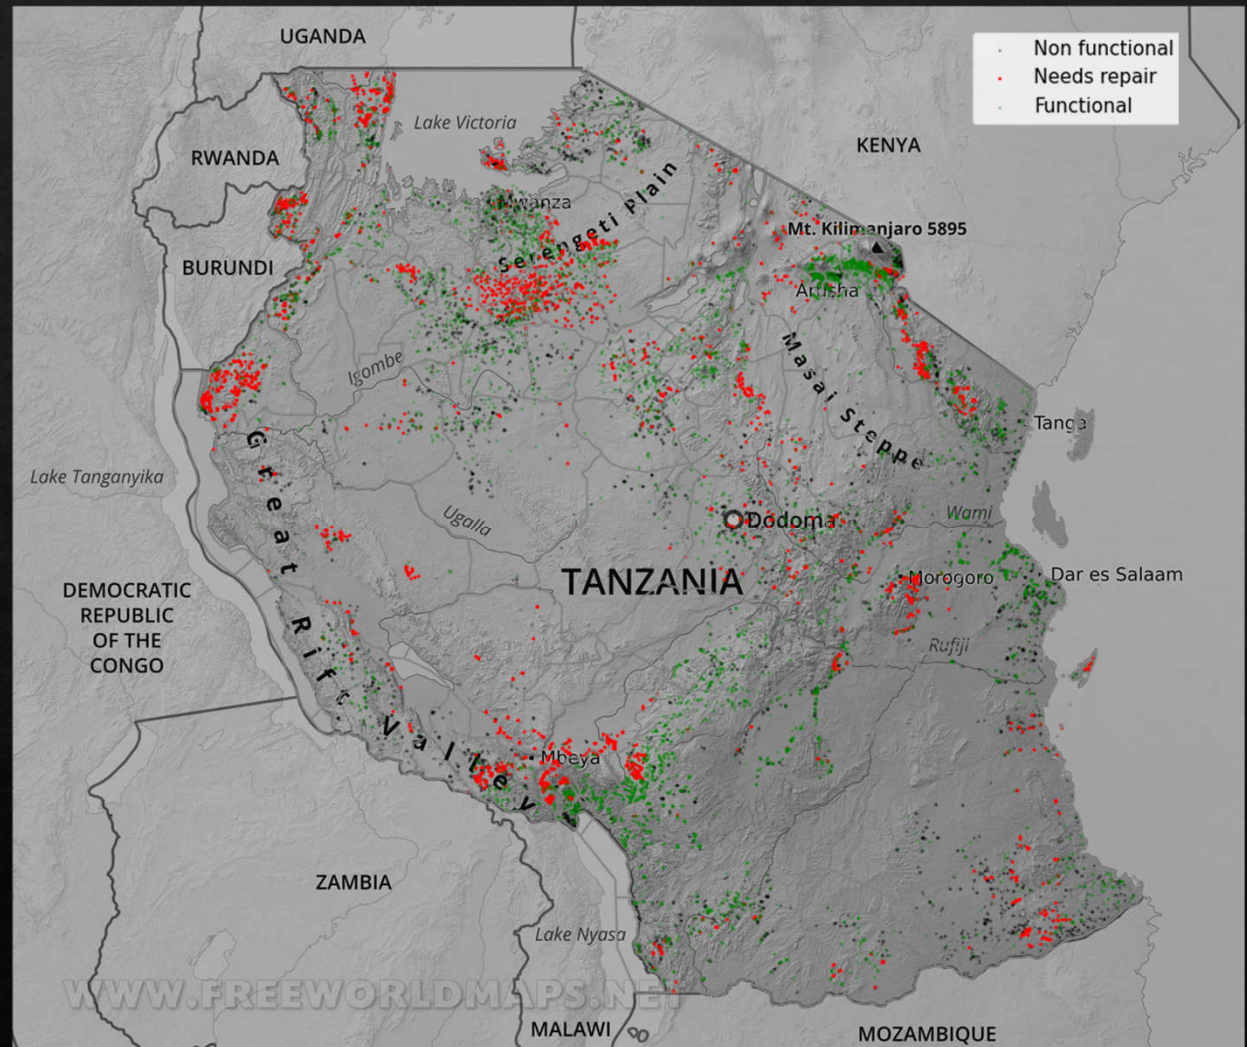 UGANDA
Non functional
Needs repair
Functional
Lake Victoria
KENYA
RWANDA
Mwanza
Serengeti Plain
Mt. Kilimanjaro 5895
BURUNDI
Arusha
Igombe
Masai Steppe
Tanga
Great Rift Valley
Lake Tanganyika
Ugalla
Dodoma
Wami
TANZANIA
Morogoro
Dar es Salaam
DEMOCRATIC
REPUBLIC
OF THE
CONGO
Rufiji
Mbeya
ZAMBIA
Lake Nyasa
WWW.FREEWORLDMAPS.NET
MALAWI
MOZAMBIQUE